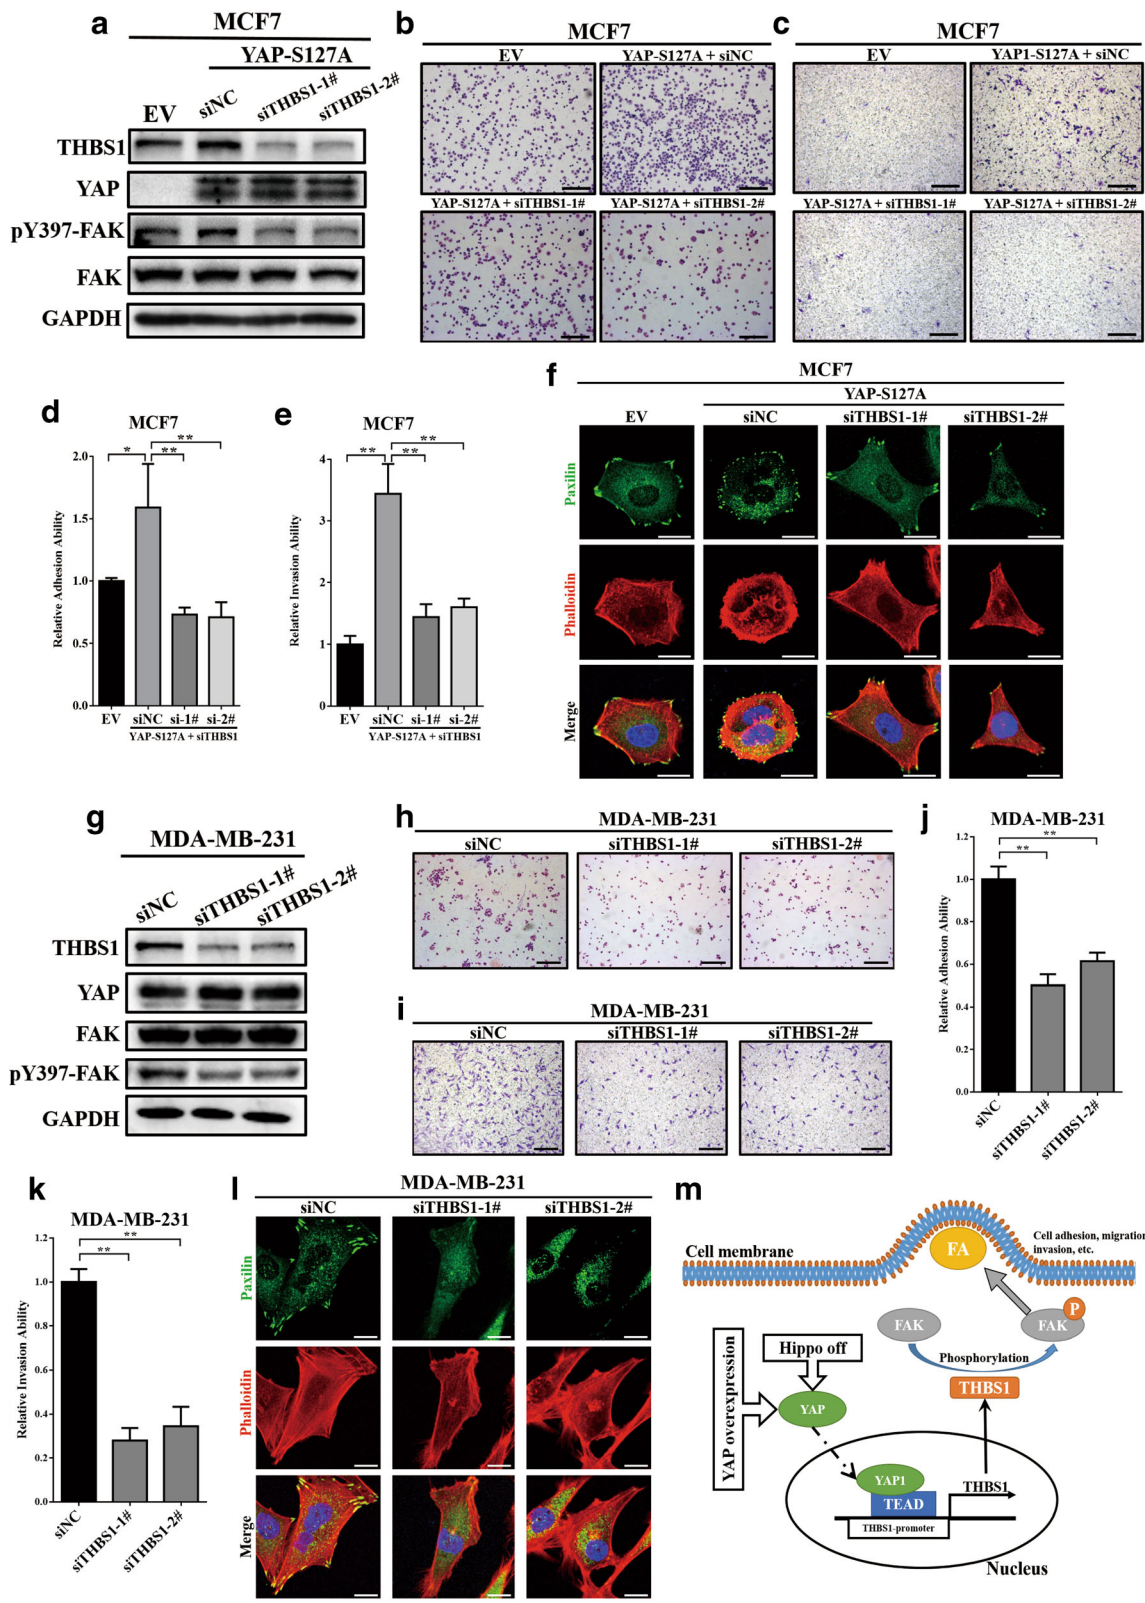 a
MCF7
YAP-S127A
EV
siNC
siTHBS1-1#
siTHBS1-2#
THBS1
YAP
pY397-FAK
FAK
GAPDH
b
MCF7
EV
YAP-S127A + siNC
YAP-S127A + siTHBS1-1#
YAP-S127A + siTHBS1-2#
c
MCF7
EV
YAP1-S127A + siNC
YAP-S127A + siTHBS1-1#
YAP-S127A + siTHBS1-2#
d
MCF7
**
*
**
Relative Adhesion Ability
2.0
1.5
1.0
0.5
0.0
EV
siNC
si-1#
si-2#
YAP-S127A + siTHBS1
e
MCF7
**
**
**
Relative Invasion Ability
4
3
2
1
0
EV
siNC
si-1#
si-2#
YAP-S127A + siTHBS1
f
MCF7
YAP-S127A
EV
siNC
siTHBS1-1#
siTHBS1-2#
Paxilin
Phalloidin
Merge
g
MDA-MB-231
siNC
siTHBS1-1#
siTHBS1-2#
THBS1
YAP
FAK
pY397-FAK
GAPDH
h
MDA-MB-231
siNC
siTHBS1-1#
siTHBS1-2#
i
MDA-MB-231
siNC
siTHBS1-1#
siTHBS1-2#
j
MDA-MB-231
**
**
Relative Adhesion Ability
1.2
1.0
0.8
0.6
0.4
0.2
0.0
siNC
siTHBS1-1#
siTHBS1-2#
k
MDA-MB-231
**
**
Relative Invasion Ability
1.2
1.0
0.8
0.6
0.4
0.2
0.0
siNC
siTHBS1-1#
siTHBS1-2#
l
MDA-MB-231
siNC
siTHBS1-1#
siTHBS1-2#
Paxilin
Phalloidin
Merge
m
Cell membrane
FA
Cell adhesion, migration
invasion, etc.
FAK
FAK
P
Phosphorylation
THBS1
Hippo off
YAP overexpression
YAP
YAP1
TEAD
THBS1
THBS1-promoter
Nucleus